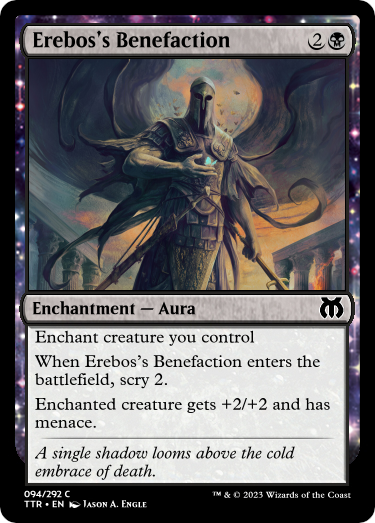 Erebos's Benefaction 2
Enchantment — Aura
Enchant creature you control
When Erebos's Benefaction enters the
battlefield, scry 2.
Enchanted creature gets +2/+2 and has
menace.
A single shadow looms above the cold
embrace of death.
094/292 C
TTR • EN JASON A. ENGLE
™ & © 2023 Wizards of the Coast